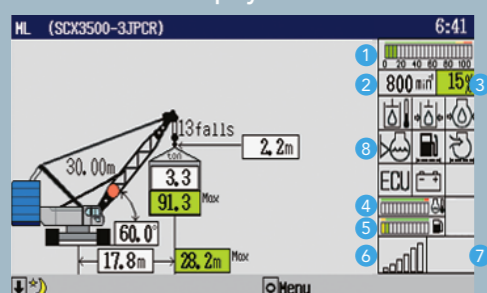 ML (SCX3500-3JPCR) 6:41
1
0 20 40 60 80 100
2 800 min⁻¹ 15% 3
13falls
2.2m
ton
30.00m
3.3
91.3 Max
8
ECU
60.0°
4
5
17.8m 28.2m Max
6 7
Menu